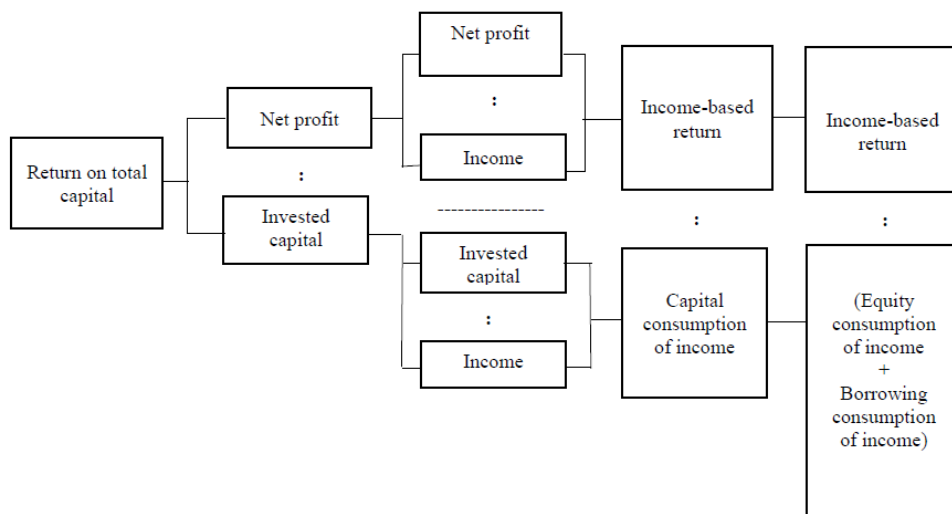 Return on total
capital
Net profit
:
Invested
capital
Net profit
:
Income
----------------
Invested
capital
:
Income
Income-based
return
:
Capital
consumption
of income
Income-based
return
:
(Equity
consumption
of income
+
Borrowing
consumption
of income)